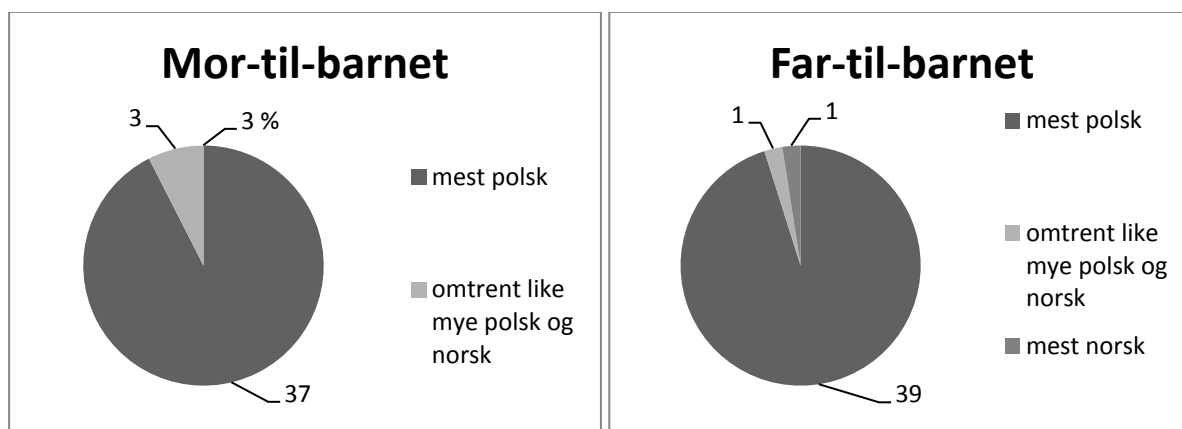 Mor-til-barnet
3
3 %
mest polsk
omtrent like
mye polsk og
norsk
37
Far-til-barnet
1
1
mest polsk
omtrent like
mye polsk og
norsk
mest norsk
39